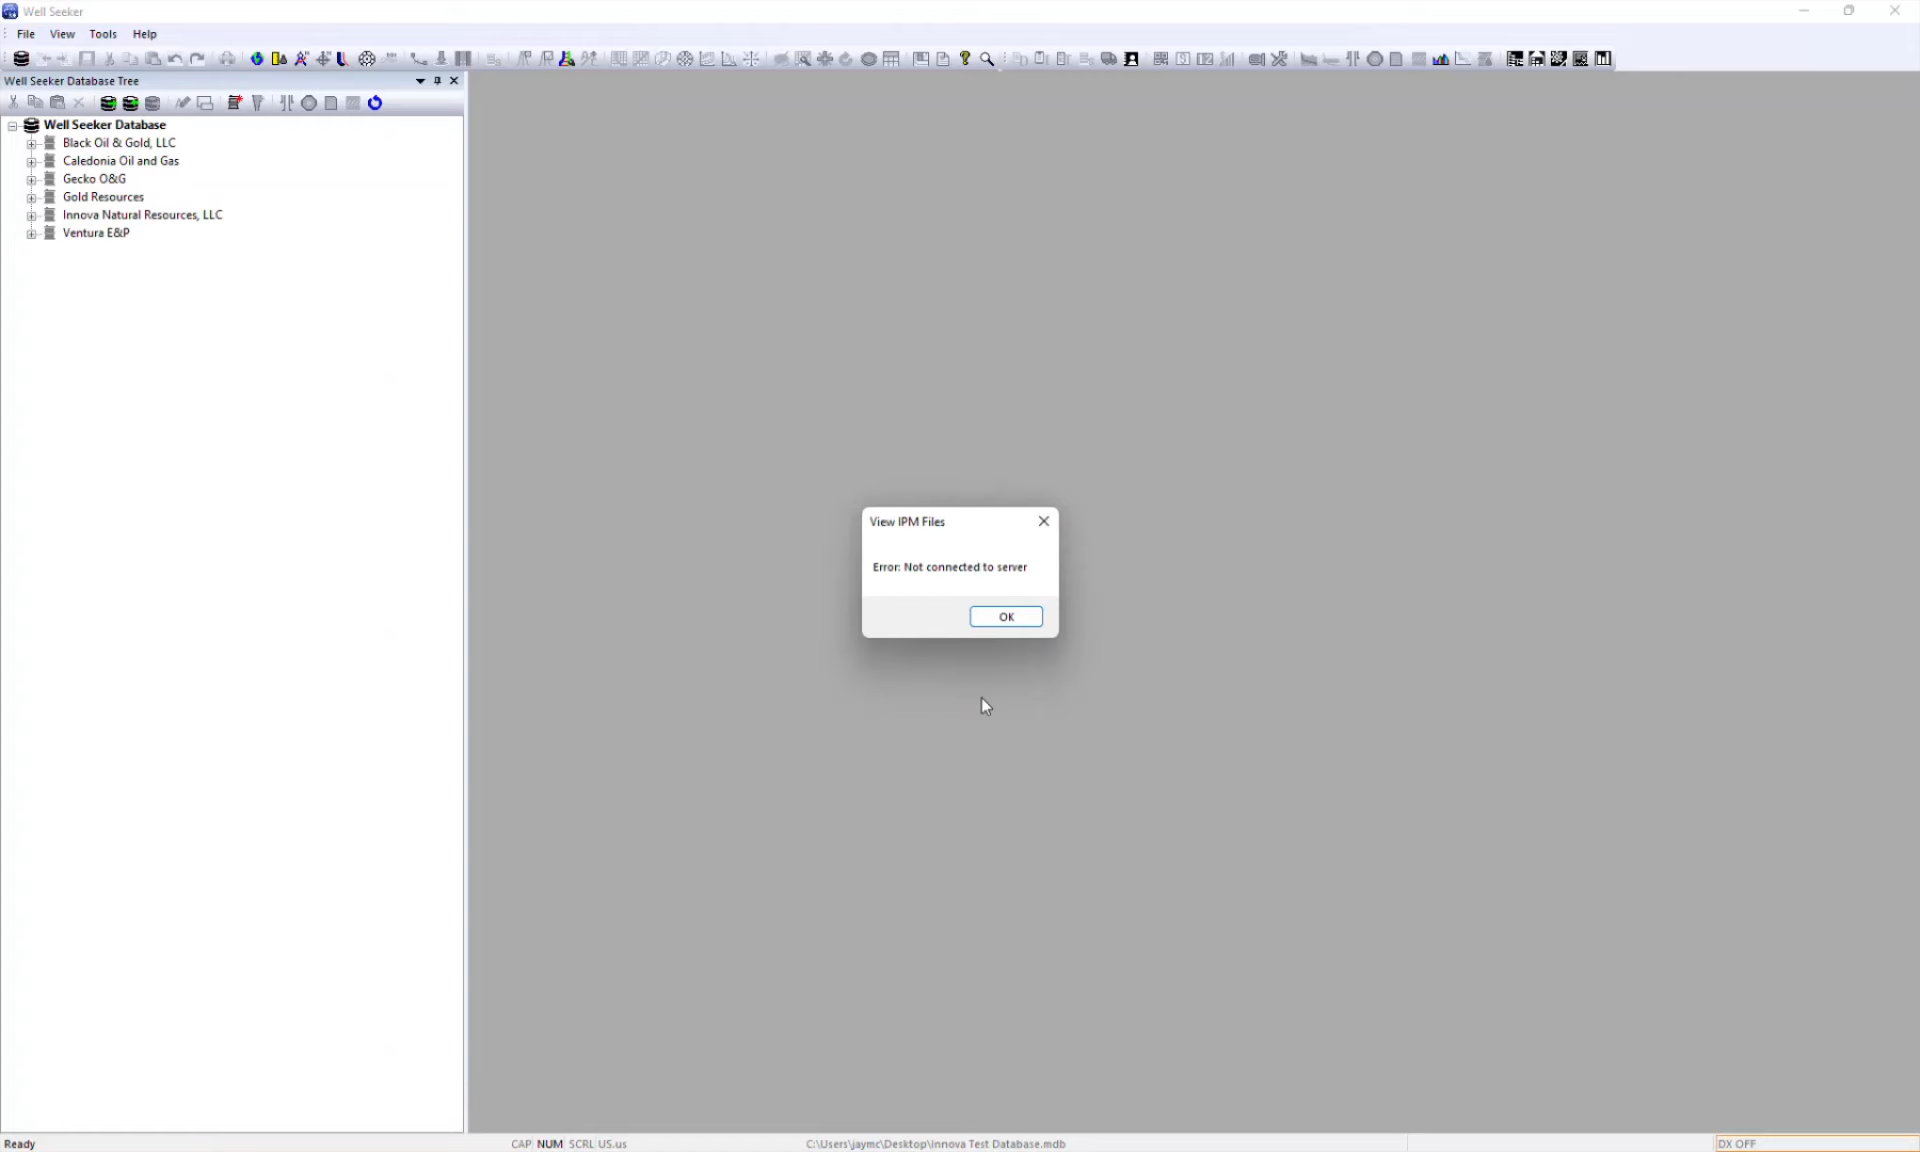 Well Seeker
File View Tools Help
Well Seeker Database Tree
Well Seeker Database
Black Oil & Gold, LLC
Caledonia Oil and Gas
Gecko O&G
Gold Resources
Innova Natural Resources, LLC
Ventura E&P
View IPM Files
Error: Not connected to server
OK
Ready CAP NUM SCRL US.us C:\Users\jaymc\Desktop\Innova Test Database.mdb DX OFF